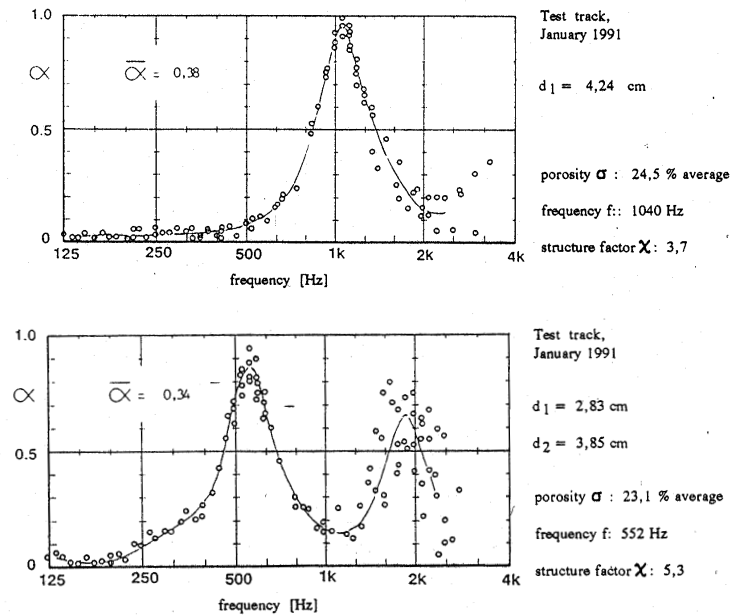 1.0
α
ᾱ = 0,38
0.5
0
125 250 500 1k 2k 4k
frequency [Hz]
Test track,
January 1991
d1 = 4,24 cm
porosity σ : 24,5 % average
frequency f:: 1040 Hz
structure factor χ: 3,7
1.0
α
ᾱ = 0,34
0.5
0
125 250 500 1k 2k 4k
frequency [Hz]
Test track,
January 1991
d1 = 2,83 cm
d2 = 3,85 cm
porosity σ : 23,1 % average
frequency f: 552 Hz
structure factor χ: 5,3